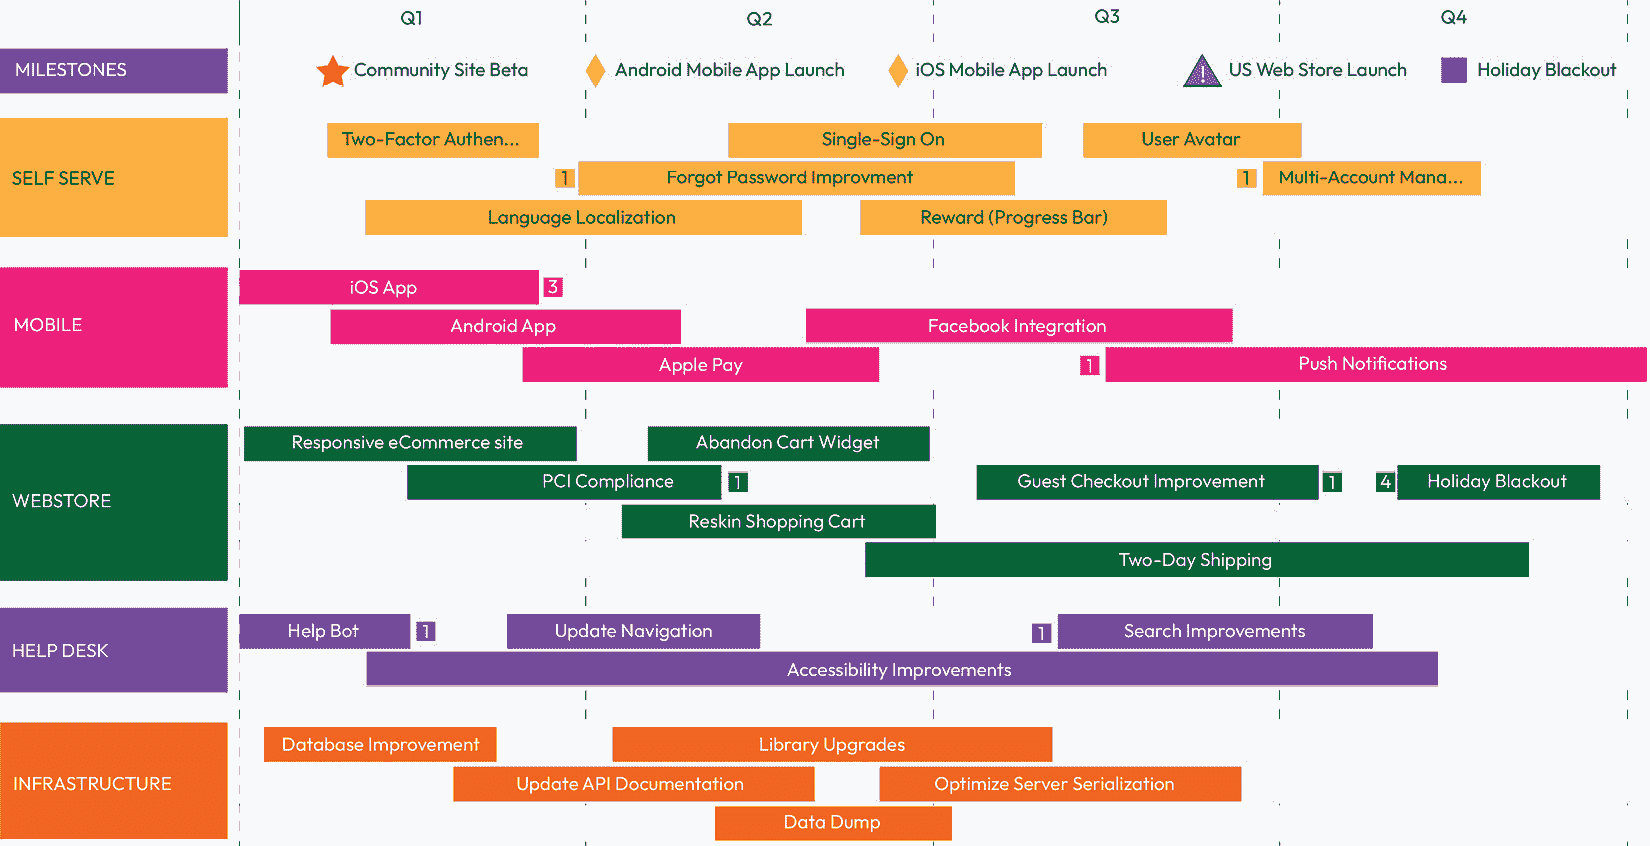 Q1 Q2 Q3 Q4
MILESTONES Community Site Beta Android Mobile App Launch iOS Mobile App Launch ! US Web Store Launch Holiday Blackout
Two-Factor Authen... Single-Sign On User Avatar
SELF SERVE 1 Forgot Password Improvment 1 Multi-Account Mana...
Language Localization Reward (Progress Bar)
iOS App 3
MOBILE Android App Facebook Integration
Apple Pay 1 Push Notifications
Responsive eCommerce site Abandon Cart Widget
PCI Compliance 1 Guest Checkout Improvement 1 4 Holiday Blackout
WEBSTORE
Reskin Shopping Cart
Two-Day Shipping
Help Bot 1 Update Navigation 1 Search Improvements
HELP DESK
Accessibility Improvements
Database Improvement Library Upgrades
INFRASTRUCTURE Update API Documentation Optimize Server Serialization
Data Dump